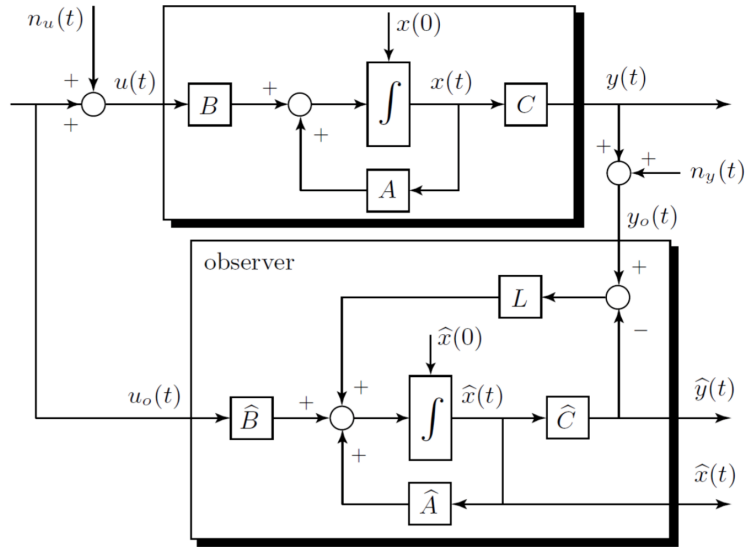 n_u(t)
x(0)
+
u(t)
+
B
+
∫
x(t)
C
y(t)
+
A
+
+
n_y(t)
y_o(t)
observer
+
L
−
x̂(0)
+
u_o(t)
B̂
+
∫
x̂(t)
Ĉ
ŷ(t)
+
Â
x̂(t)